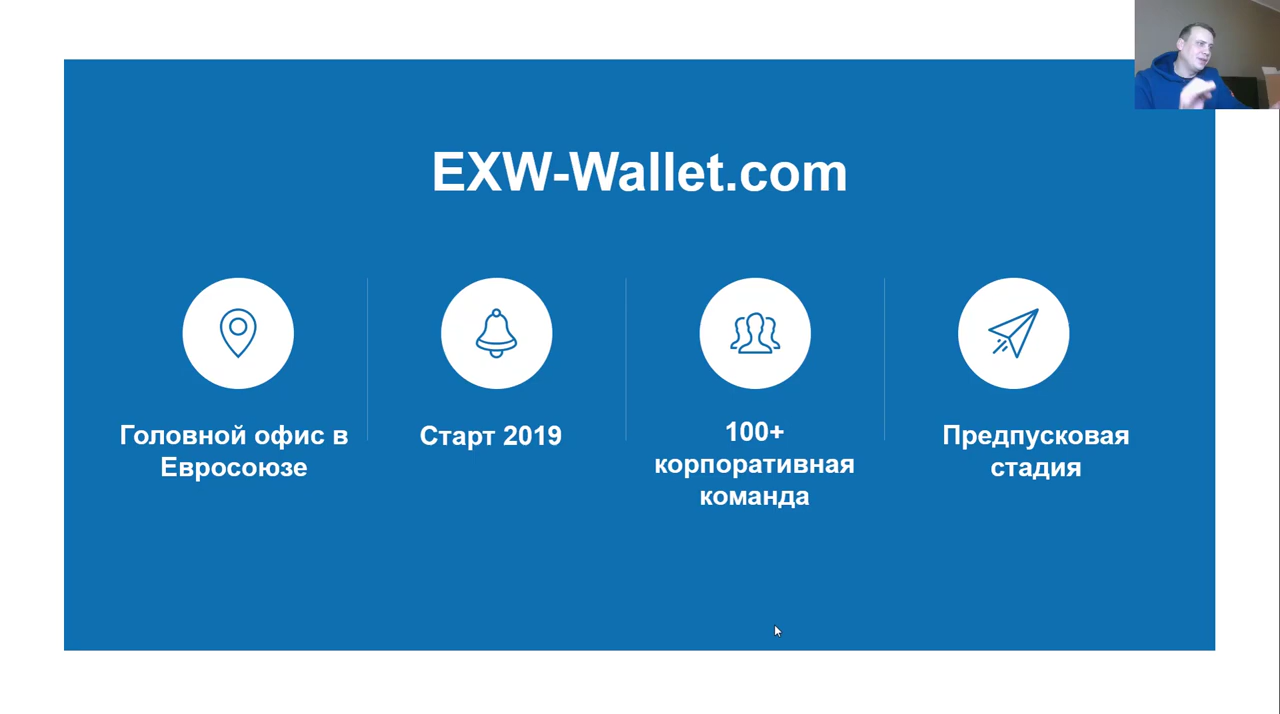 EXW-Wallet.com
Головной офис в
Евросоюзе
Старт 2019
100+
корпоративная
команда
Предпусковая
стадия